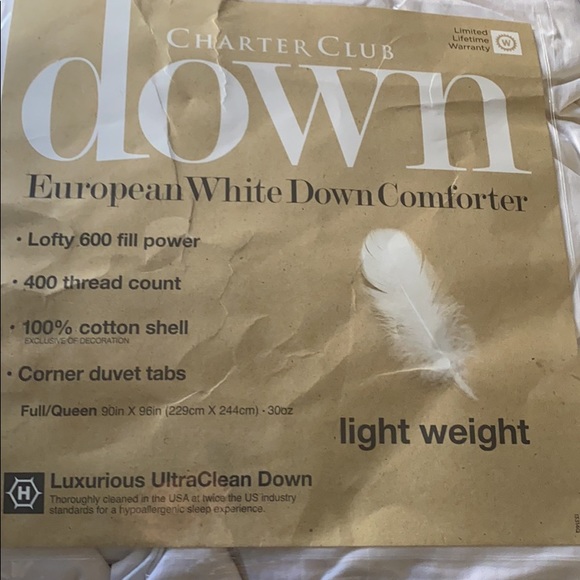 Limited
Lifetime
Warranty
W
CHARTER CLUB
down
European White Down Comforter
• Lofty 600 fill power
• 400 thread count
• 100% cotton shell
EXCLUSIVE OF DECORATION
• Corner duvet tabs
Full/Queen 90in X 96in (229cm X 244cm) - 30oz
light weight
H
Luxurious UltraClean Down
Thoroughly cleaned in the USA at twice the US industry
standards for a hypoallergenic sleep experience.